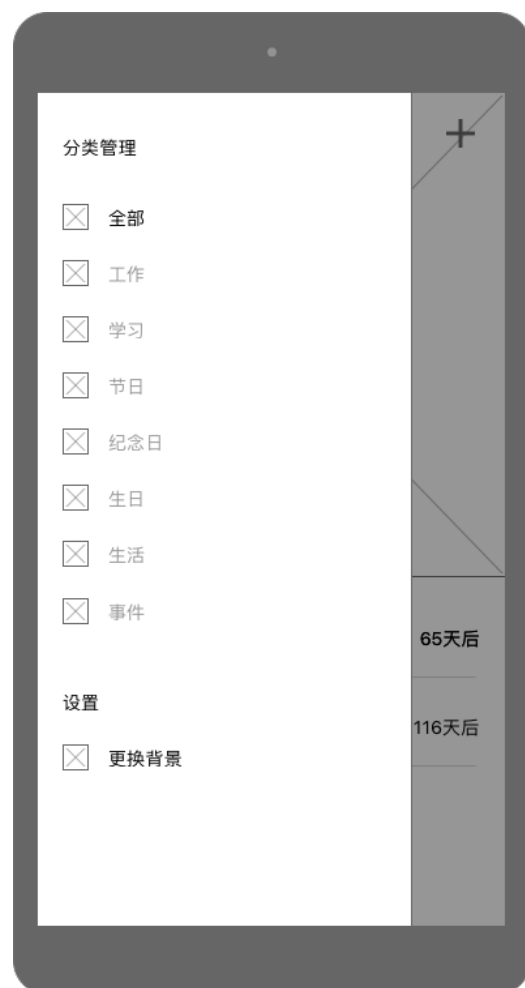 分类管理
全部
工作
学习
节日
纪念日
生日
生活
事件
65天后
设置
116天后
更换背景